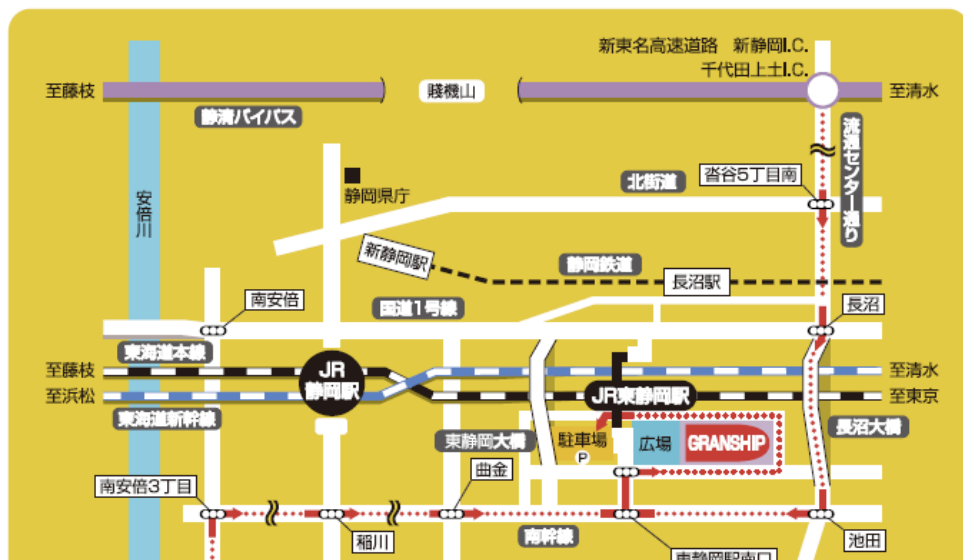 新東名高速道路　新静岡I.C.
千代田上土I.C.
至藤枝
賤機山
至清水
静清バイパス
流通センター通り
沓谷5丁目南
北街道
静岡県庁
安倍川
新静岡駅
静岡鉄道
長沼駅
南安倍
国道1号線
長沼
東海道本線
至藤枝
JR
静岡駅
至清水
至浜松
JR東静岡駅
至東京
東海道新幹線
東静岡大橋
駐車場
P
広場
GRANSHIP
長沼大橋
曲金
南安倍3丁目
稲川
南幹線
池田
東静岡駅南口